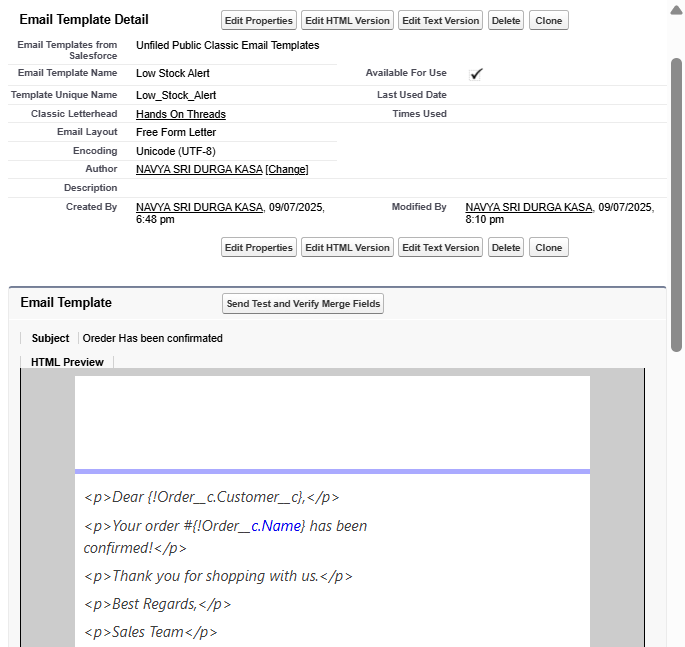 Email Template Detail
Edit Properties Edit HTML Version Edit Text Version Delete Clone
Email Templates from Salesforce Unfiled Public Classic Email Templates
Email Template Name Low Stock Alert Available For Use
Template Unique Name Low_Stock_Alert Last Used Date
Classic Letterhead Hands On Threads Times Used
Email Layout Free Form Letter
Encoding Unicode (UTF-8)
Author NAVYA SRI DURGA KASA [Change]
Description
Created By NAVYA SRI DURGA KASA, 09/07/2025, 6:48 pm Modified By NAVYA SRI DURGA KASA, 09/07/2025, 8:10 pm
Edit Properties Edit HTML Version Edit Text Version Delete Clone
Email Template Send Test and Verify Merge Fields
Subject Oreder Has been confirmated
HTML Preview
<p>Dear {!Order__c.Customer__c},</p>
<p>Your order #{!Order__c.Name} has been
confirmed!</p>
<p>Thank you for shopping with us.</p>
<p>Best Regards,</p>
<p>Sales Team</p>